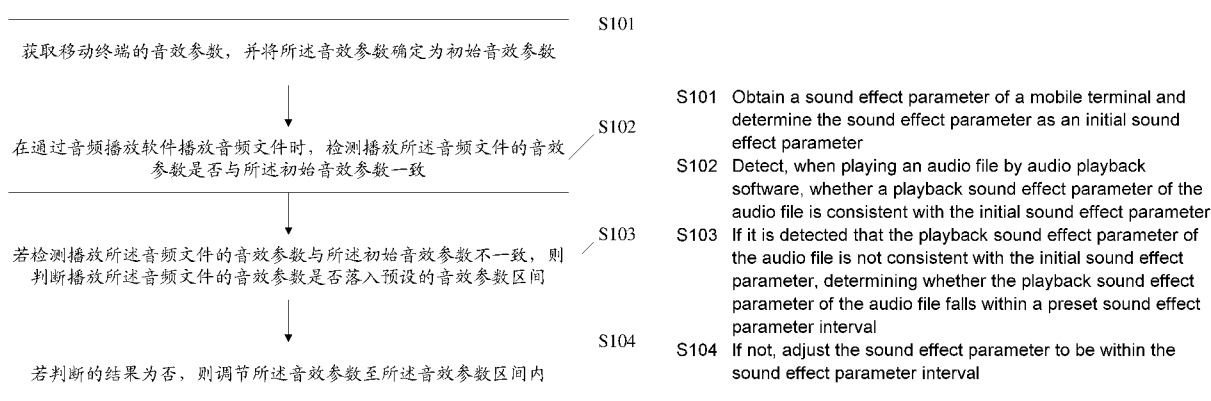 S101
获取移动终端的音效参数，并将所述音效参数确定为初始音效参数
S102
在通过音频播放软件播放音频文件时，检测播放所述音频文件的音效
参数是否与所述初始音效参数一致
S103
若检测播放所述音频文件的音效参数与所述初始音效参数不一致，则
判断播放所述音频文件的音效参数是否落入预设的音效参数区间
S104
若判断的结果为否，则调节所述音效参数至所述音效参数区间内
S101 Obtain a sound effect parameter of a mobile terminal and
determine the sound effect parameter as an initial sound
effect parameter
S102 Detect, when playing an audio file by audio playback
software, whether a playback sound effect parameter of the
audio file is consistent with the initial sound effect parameter
S103 If it is detected that the playback sound effect parameter of
the audio file is not consistent with the initial sound effect
parameter, determining whether the playback sound effect
parameter of the audio file falls within a preset sound effect
parameter interval
S104 If not, adjust the sound effect parameter to be within the
sound effect parameter interval